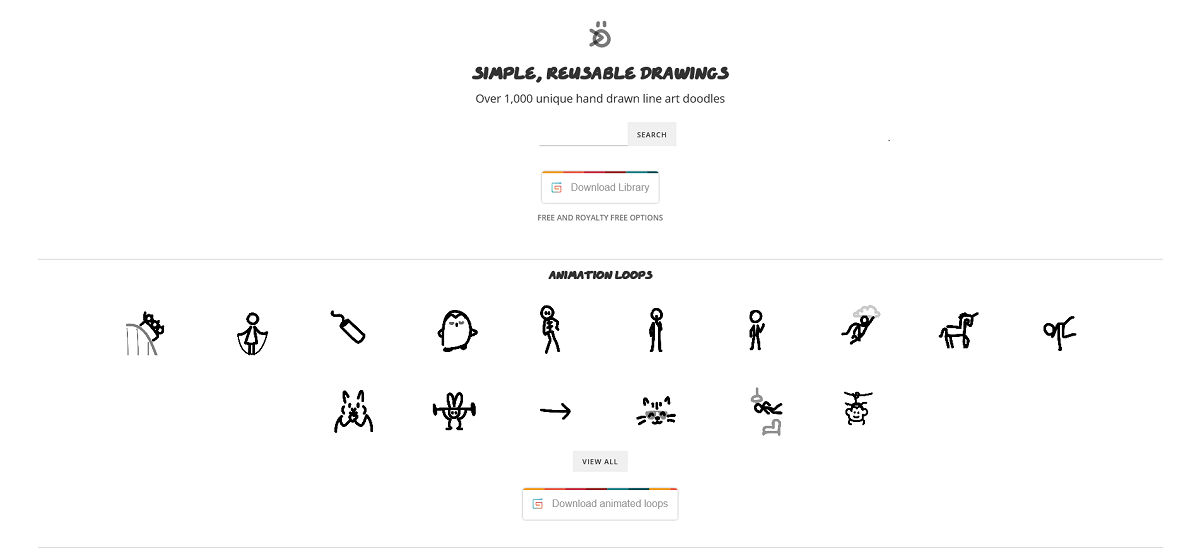 SIMPLE, REUSABLE DRAWINGS
Over 1,000 unique hand drawn line art doodles
SEARCH
Download Library
FREE AND ROYALTY FREE OPTIONS
ANIMATION LOOPS
VIEW ALL
Download animated loops